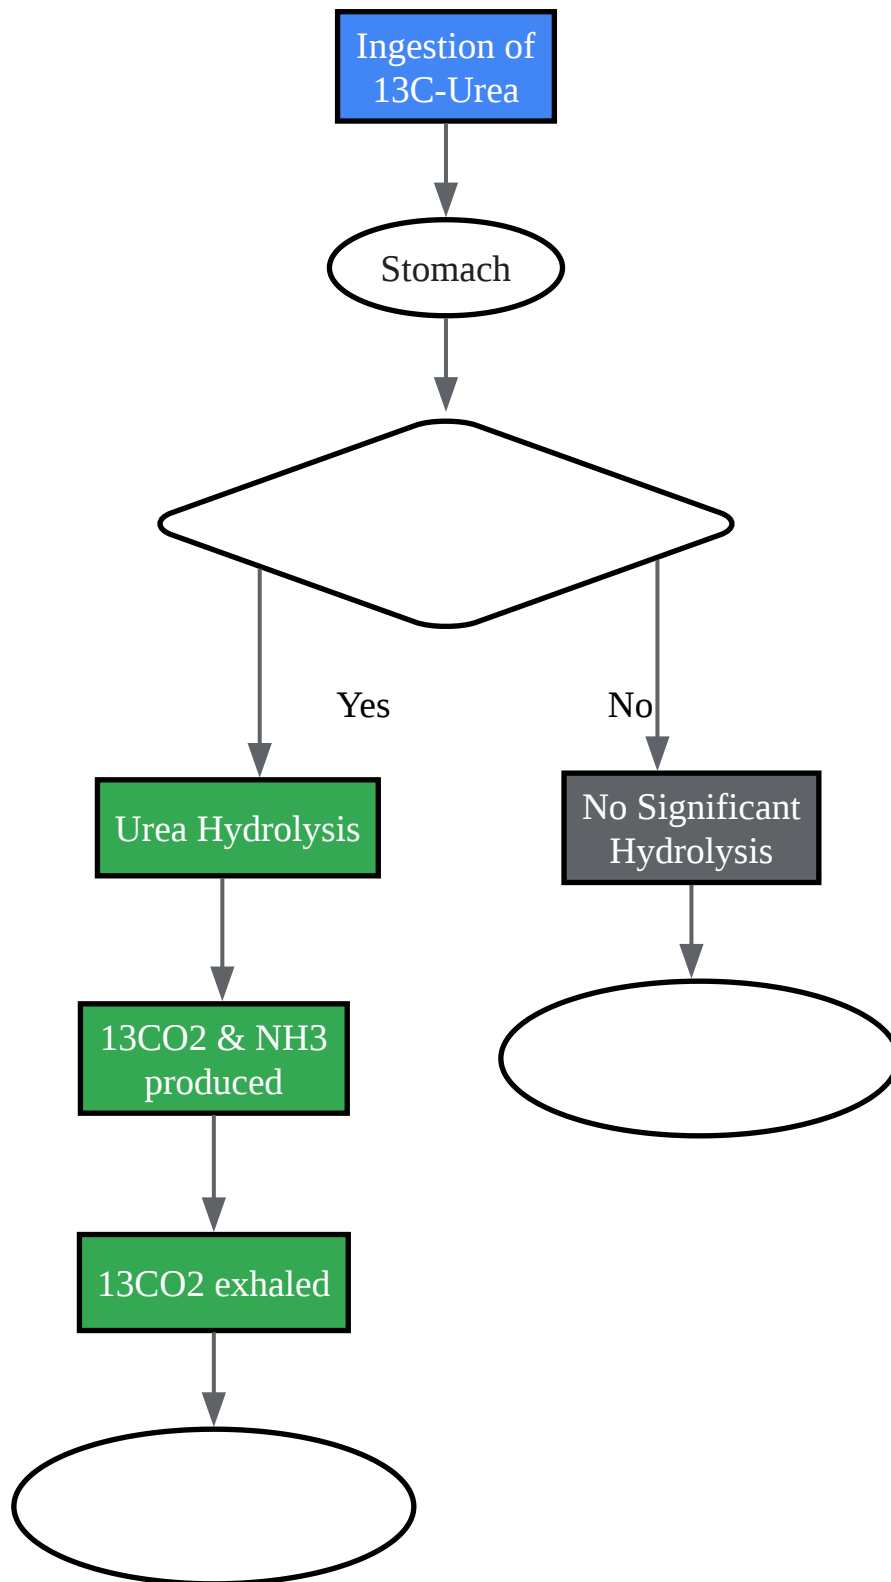 Ingestion of
13C-Urea
Stomach
Yes
No
Urea Hydrolysis
No Significant
Hydrolysis
13CO2 & NH3
produced
13CO2 exhaled